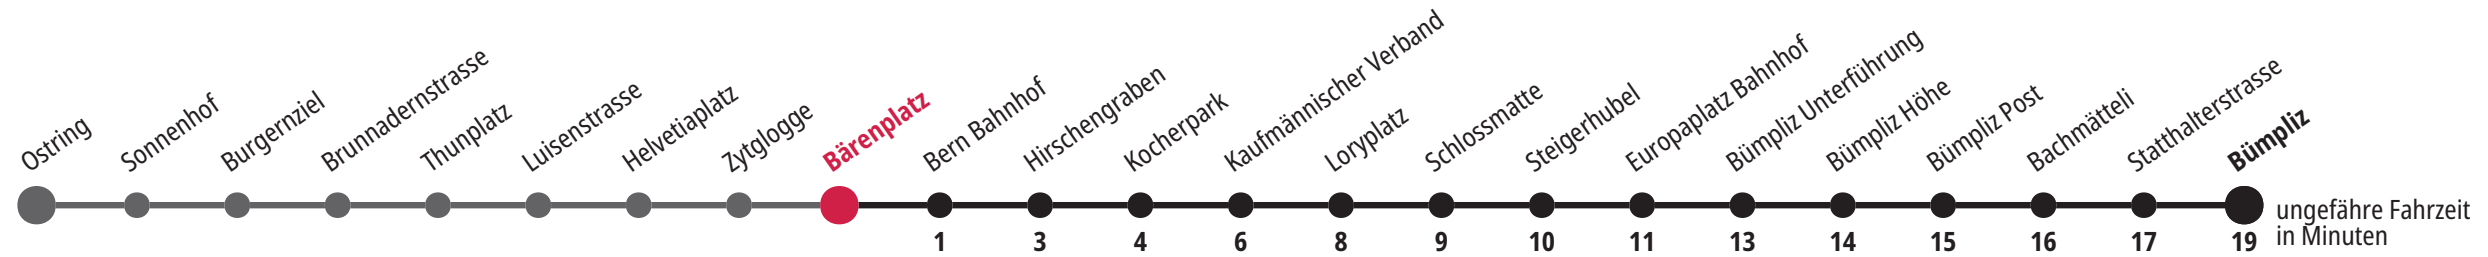 Ostring
Sonnenhof
Burgernziel
Brunnadernstrasse
Thunplatz
Luisenstrasse
Helvetiaplatz
Zytglogge
Bärenplatz
Bern Bahnhof
Hirschengraben
Kocherpark
Kaufmännischer Verband
Loryplatz
Schlossmatte
Steigerhubel
Europaplatz Bahnhof
Bümpliz Unterführung
Bümpliz Höhe
Bümpliz Post
Bachmätteli
Statthalterstrasse
Bümpliz
1 3 4 6 8 9 10 11 13 14 15 16 17 19
ungefähre Fahrzeit
in Minuten